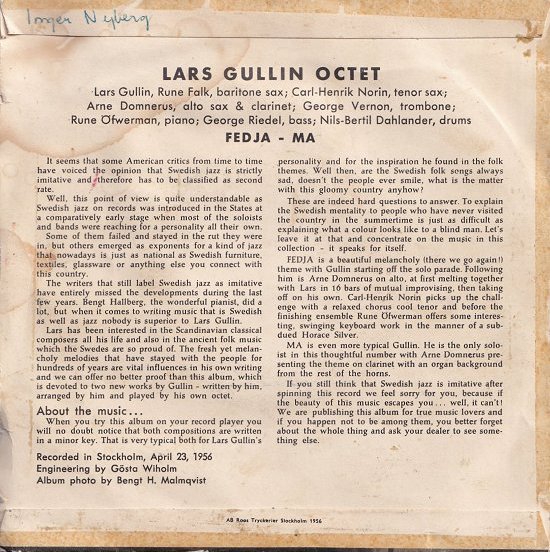 Inger Nyberg
LARS GULLIN OCTET
Lars Gullin, Rune Falk, baritone sax; Carl-Henrik Norin, tenor sax;
Arne Domnerus, alto sax & clarinet; George Vernon, trombone;
Rune Öfwerman, piano; George Riedel, bass; Nils-Bertil Dahlander, drums
FEDJA - MA
It seems that some American critics from time to time
have voiced the opinion that Swedish jazz is strictly
imitative and therefore has to be classified as second
rate.
Well, this point of view is quite understandable as
Swedish jazz on records was introduced in the States at
a comparatively early stage when most of the soloists
and bands were reaching for a personality all their own.
Some of them failed and stayed in the rut they were
in, but others emerged as exponents for a kind of jazz
that nowadays is just as national as Swedish furniture,
textiles, glassware or anything else you connect with
this country.
The writers that still label Swedish jazz as imitative
have entirely missed the developments during the last
few years. Bengt Hallberg, the wonderful pianist, did a
lot, but when it comes to writing music that is Swedish
as well as jazz nobody is superior to Lars Gullin.
Lars has been interested in the Scandinavian classical
composers all his life and also in the ancient folk music
which the Swedes are so proud of. The fresh yet melan-
choly melodies that have stayed with the people for
hundreds of years are vital influences in his own writing
and we can offer no better proof than this album, which
is devoted to two new works by Gullin - written by him,
arranged by him and played by his own octet.
About the music...
When you try this album on your record player you
will no doubt notice that both compositions are written
in a minor key. That is very typical both for Lars Gullin's
personality and for the inspiration he found in the folk
themes. Well then, are the Swedish folk songs always
sad, doesn't the people ever smile, what is the matter
with this gloomy country anyhow?
These are indeed hard questions to answer. To explain
the Swedish mentality to people who have never visited
the country in the summertime is just as difficult as
explaining what a colour looks like to a blind man. Let's
leave it at that and concentrate on the music in this
collection - it speaks for itself.
FEDJA is a beautiful melancholy (there we go again!)
theme with Gullin starting off the solo parade. Following
him is Arne Domnerus on alto, at first melting together
with Lars in 16 bars of mutual improvising, then taking
off on his own. Carl-Henrik Norin picks up the chall-
enge with a relaxed chorus cool tenor and before the
finishing ensemble Rune Öfwerman offers some interes-
ting, swinging keyboard work in the manner of a sub-
dued Horace Silver.
MA is even more typical Gullin. He is the only solo-
ist in this thoughtful number with Arne Domnerus pre-
senting the theme on clarinet with an organ background
from the rest of the horns.
If you still think that Swedish jazz is imitative after
spinning this record we feel sorry for you, because if
the beauty of this music escapes you... well, it can't!
We are publishing this album for true music lovers and
if you happen not to be among them, you better forget
about the whole thing and ask your dealer to see some-
thing else.
Recorded in Stockholm, April 23, 1956
Engineering by Gösta Wiholm
Album photo by Bengt H. Malmqvist
AB Roos Tryckerier Stockholm 1956